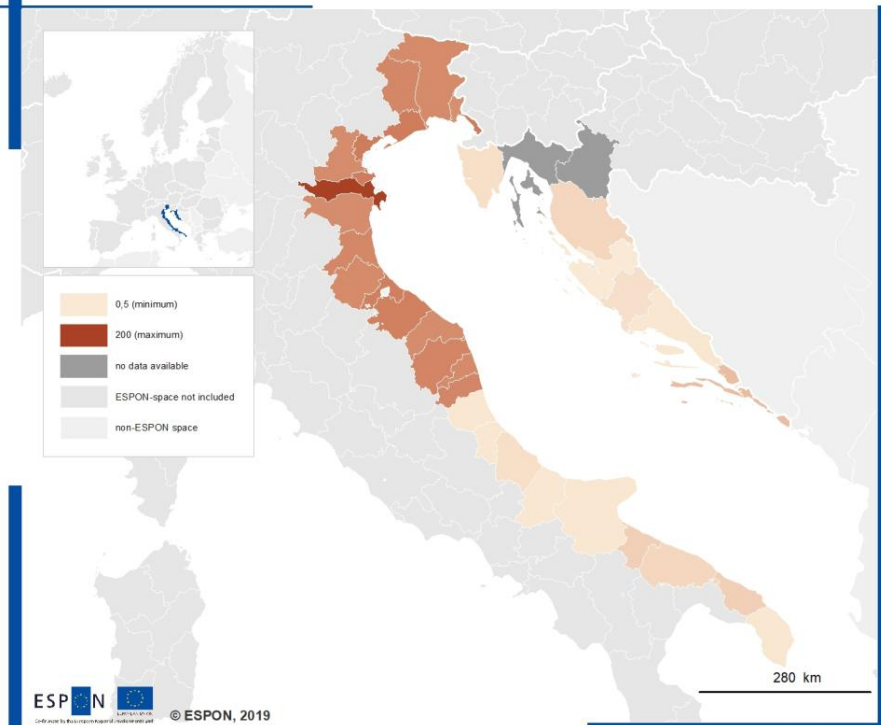 0,5 (minimum)
200 (maximum)
no data available
ESPON-space not included
non-ESPON space
280 km
ESPON
© ESPON, 2019